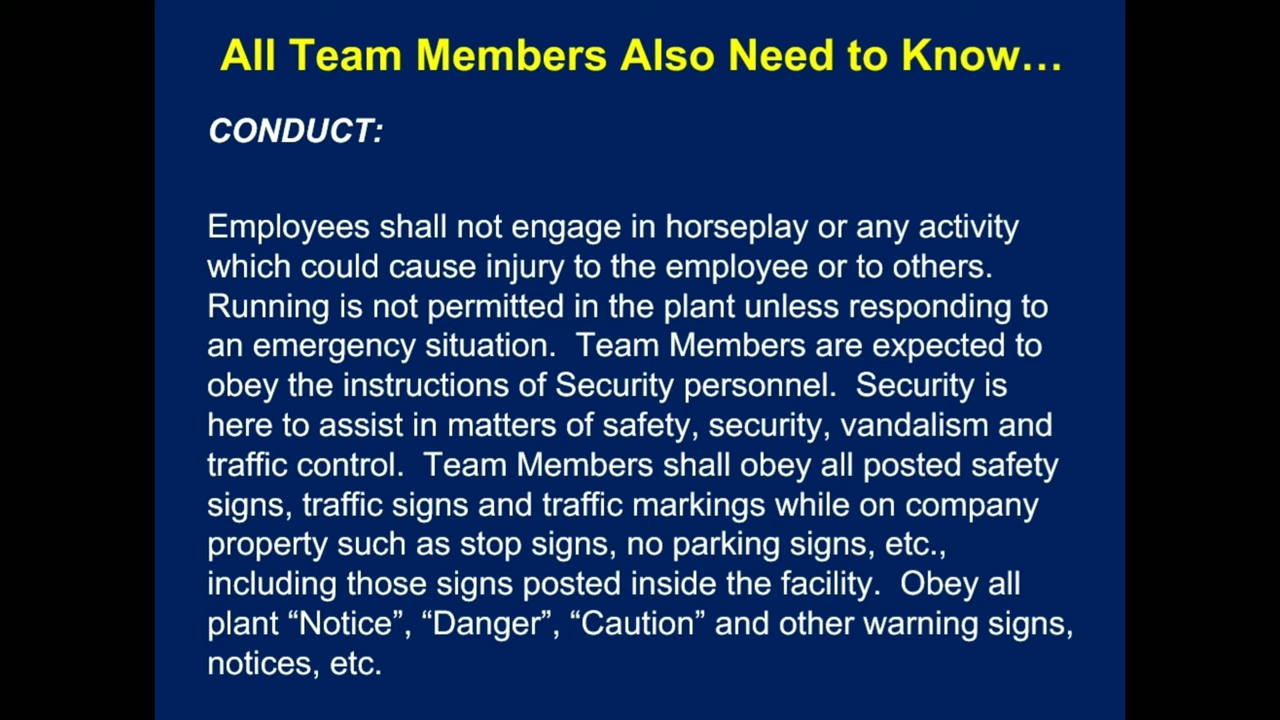 All Team Members Also Need to Know…
CONDUCT:
Employees shall not engage in horseplay or any activity
which could cause injury to the employee or to others.
Running is not permitted in the plant unless responding to
an emergency situation.  Team Members are expected to
obey the instructions of Security personnel.  Security is
here to assist in matters of safety, security, vandalism and
traffic control.  Team Members shall obey all posted safety
signs, traffic signs and traffic markings while on company
property such as stop signs, no parking signs, etc.,
including those signs posted inside the facility.  Obey all
plant “Notice”, “Danger”, “Caution” and other warning signs,
notices, etc.